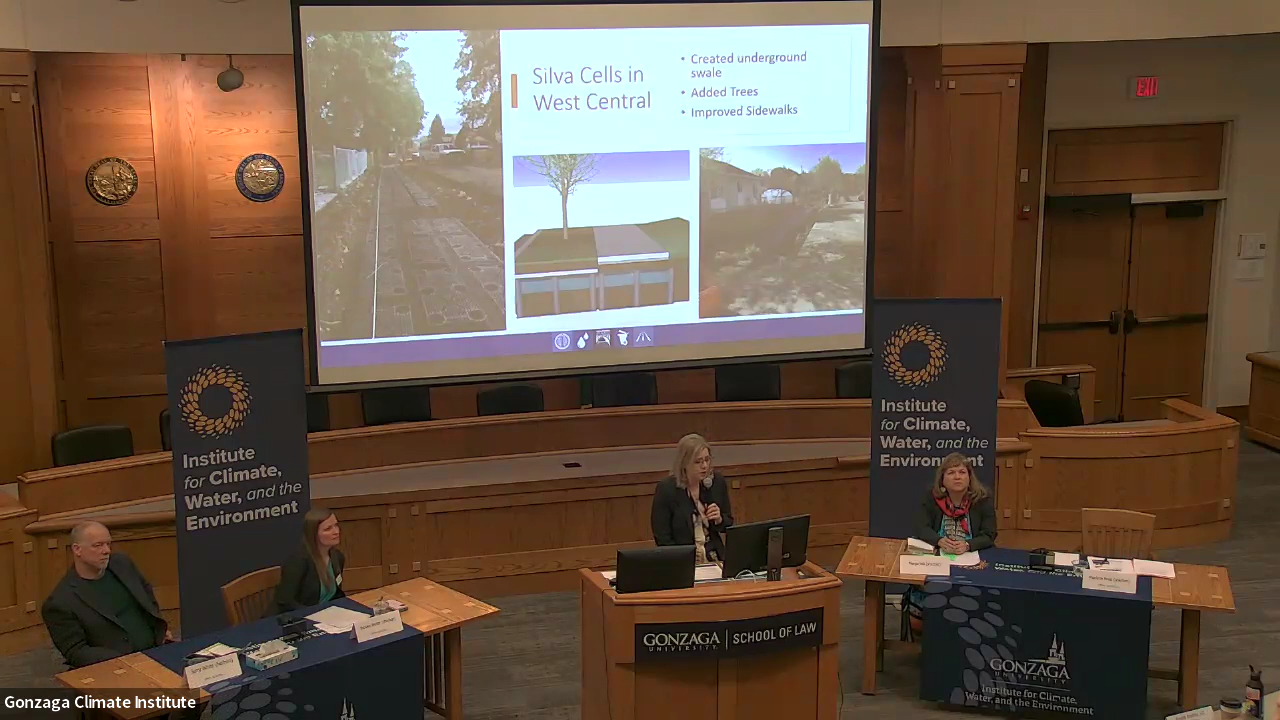 Silva Cells in
West Central
• Created underground
swale
• Added Trees
• Improved Sidewalks
EXIT
Institute
for Climate,
Water, and the
Environment
Institute
for Climate,
Water, and the
Environment
GONZAGA
UNIVERSITY
SCHOOL OF LAW
GONZAGA
UNIVERSITY
Institute for Climate,
Water, and the Environment
Gonzaga Climate Institute